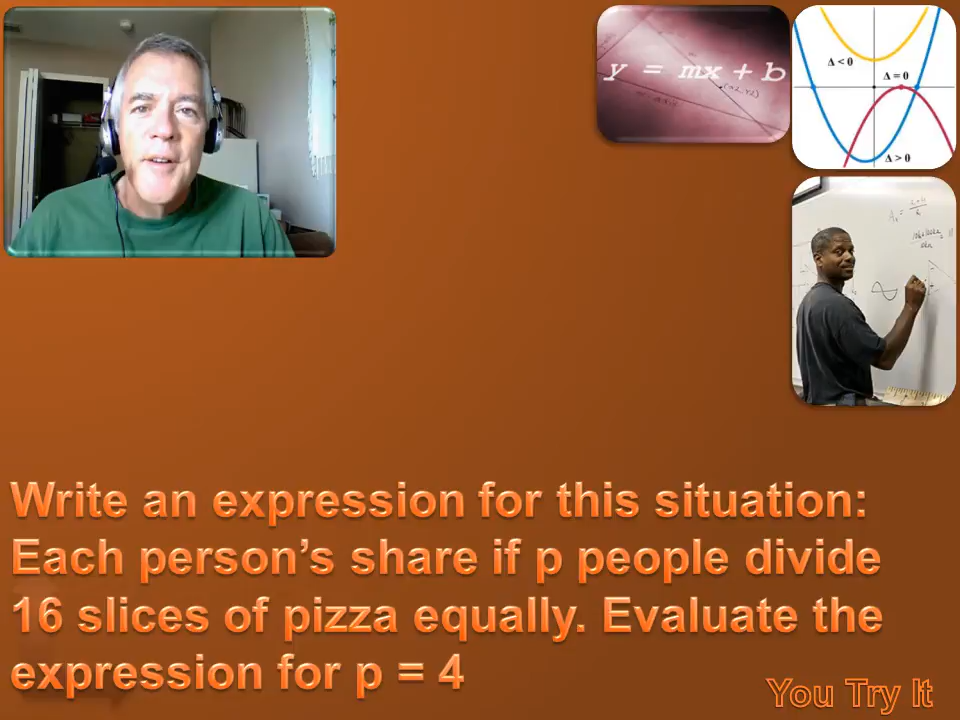 y = mx + b
Δ < 0
Δ = 0
Δ > 0
Write an expression for this situation:
Each person’s share if p people divide
16 slices of pizza equally. Evaluate the
expression for p = 4
You Try It